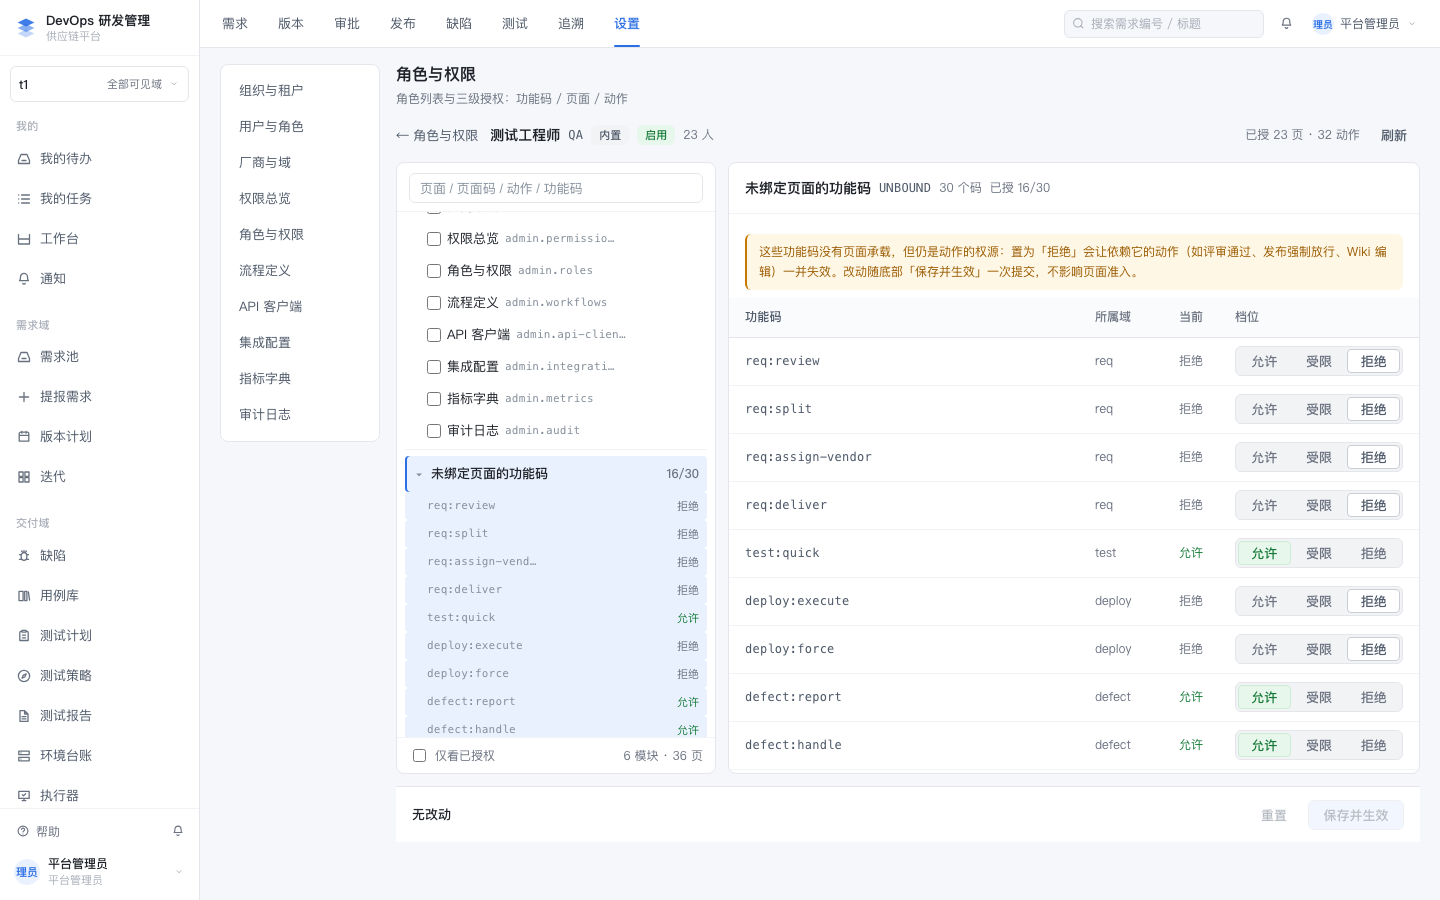 DevOps 研发管理
供应链平台
t1 全部可见域
我的
我的待办
我的任务
工作台
通知
需求域
需求池
提报需求
版本计划
迭代
交付域
缺陷
用例库
测试计划
测试策略
测试报告
环境台账
执行器
帮助
理员 平台管理员
平台管理员
需求 版本 审批 发布 缺陷 测试 追溯 设置
搜索需求编号 / 标题
理员 平台管理员
组织与租户
用户与角色
厂商与域
权限总览
角色与权限
流程定义
API 客户端
集成配置
指标字典
审计日志
角色与权限
角色列表与三级授权：功能码 / 页面 / 动作
← 角色与权限 测试工程师 QA 内置 启用 23 人
已授 23 页 · 32 动作 刷新
页面 / 页面码 / 动作 / 功能码
权限总览 admin.permissio…
角色与权限 admin.roles
流程定义 admin.workflows
API 客户端 admin.api-clien…
集成配置 admin.integrati…
指标字典 admin.metrics
审计日志 admin.audit
未绑定页面的功能码 16/30
req:review 拒绝
req:split 拒绝
req:assign-vend… 拒绝
req:deliver 拒绝
test:quick 允许
deploy:execute 拒绝
deploy:force 拒绝
defect:report 允许
defect:handle 允许
仅看已授权 6 模块 · 36 页
未绑定页面的功能码 UNBOUND 30 个码 已授 16/30
这些功能码没有页面承载，但仍是动作的权源：置为「拒绝」会让依赖它的动作（如评审通过、发布强制放行、Wiki 编
辑）一并失效。改动随底部「保存并生效」一次提交，不影响页面准入。
功能码 所属域 当前 档位
req:review req 拒绝 允许 受限 拒绝
req:split req 拒绝 允许 受限 拒绝
req:assign-vendor req 拒绝 允许 受限 拒绝
req:deliver req 拒绝 允许 受限 拒绝
test:quick test 允许 允许 受限 拒绝
deploy:execute deploy 拒绝 允许 受限 拒绝
deploy:force deploy 拒绝 允许 受限 拒绝
defect:report defect 允许 允许 受限 拒绝
defect:handle defect 允许 允许 受限 拒绝
无改动 重置 保存并生效